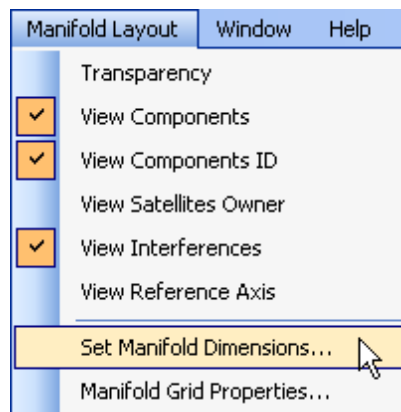 Manifold Layout Window Help
Transparency
View Components
View Components ID
View Satellites Owner
View Interferences
View Reference Axis
Set Manifold Dimensions...
Manifold Grid Properties...